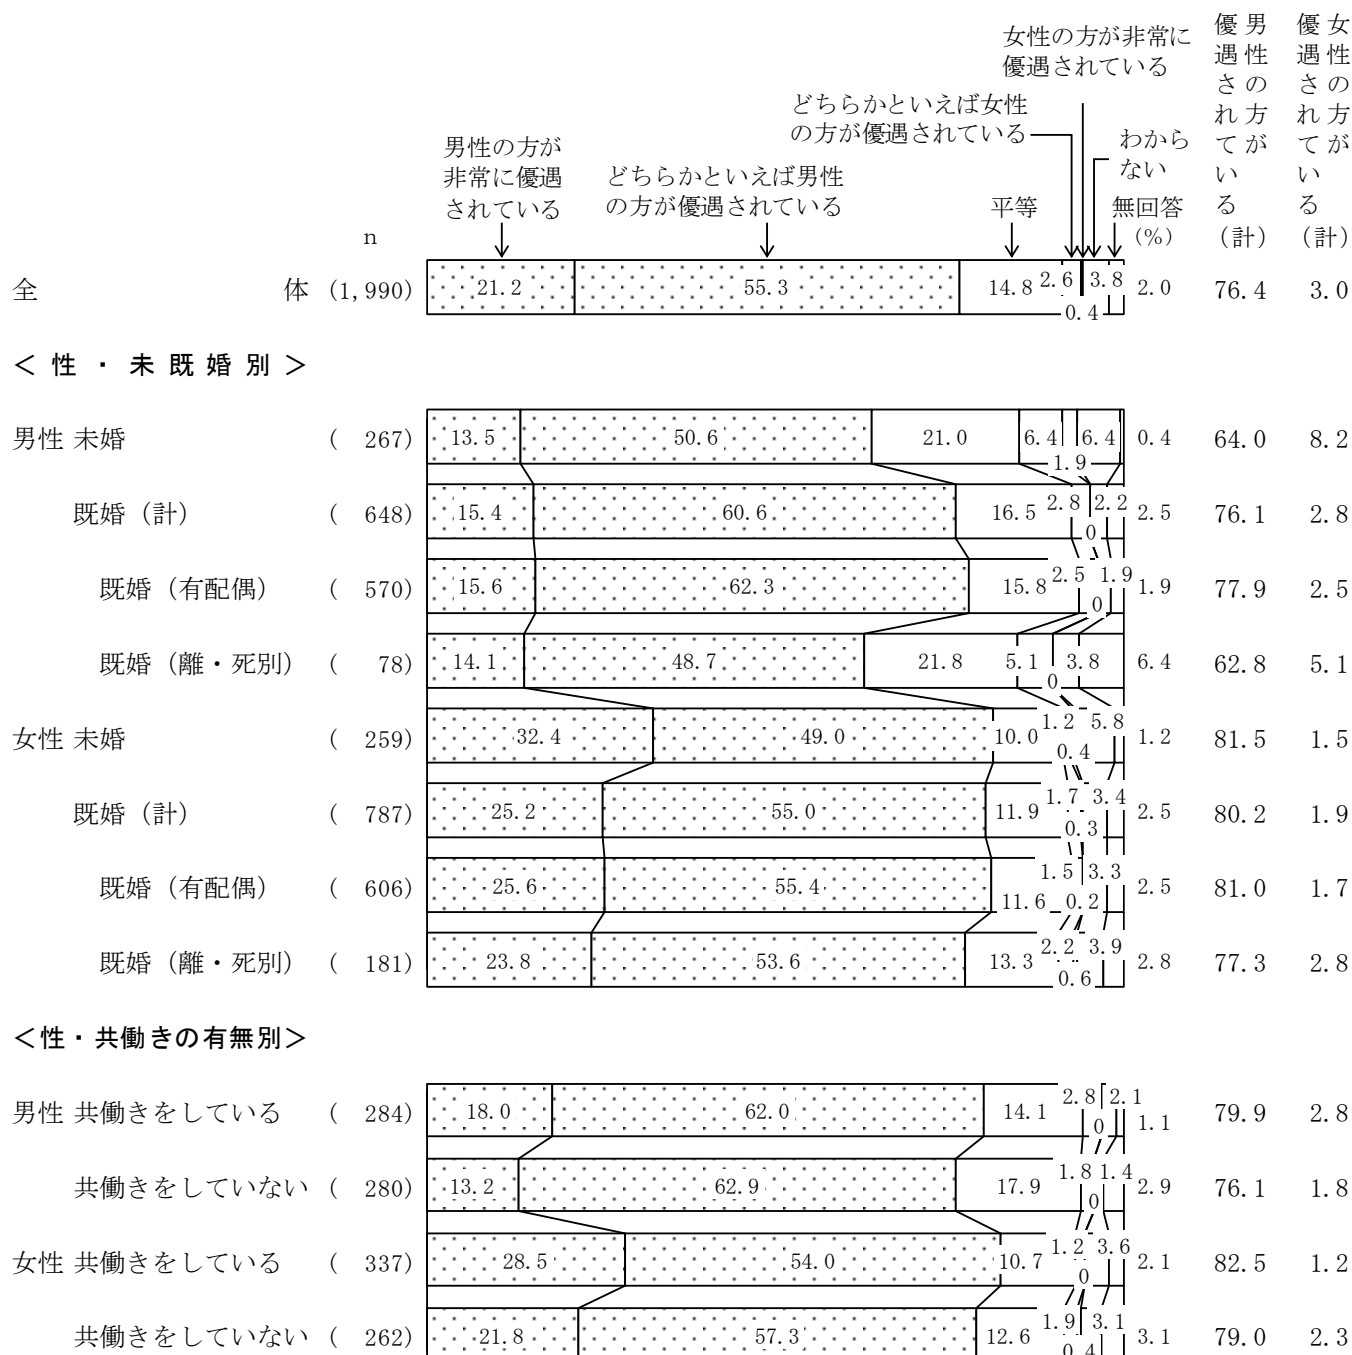 女性の方が非常に
優遇されている
どちらかといえば女性
の方が優遇されている
男性の方が
非常に優遇
されている
どちらかといえば男性
の方が優遇されている
平等
わから
ない
無回答
(%)
男性の方が
優遇されている
(計)
女性の方が
優遇されている
(計)
n
全体 (1,990) 21.2 55.3 14.8 2.6 0.4 3.8 2.0 76.4 3.0
＜性・未既婚別＞
男性 未婚 ( 267) 13.5 50.6 21.0 6.4 1.9 6.4 0.4 64.0 8.2
既婚（計） ( 648) 15.4 60.6 16.5 2.8 0 2.2 2.5 76.1 2.8
既婚（有配偶） ( 570) 15.6 62.3 15.8 2.5 0 1.9 1.9 77.9 2.5
既婚（離・死別） ( 78) 14.1 48.7 21.8 5.1 0 3.8 6.4 62.8 5.1
女性 未婚 ( 259) 32.4 49.0 10.0 1.2 0.4 5.8 1.2 81.5 1.5
既婚（計） ( 787) 25.2 55.0 11.9 1.7 0.3 3.4 2.5 80.2 1.9
既婚（有配偶） ( 606) 25.6 55.4 11.6 1.5 0.2 3.3 2.5 81.0 1.7
既婚（離・死別） ( 181) 23.8 53.6 13.3 2.2 0.6 3.9 2.8 77.3 2.8
＜性・共働きの有無別＞
男性 共働きをしている ( 284) 18.0 62.0 14.1 2.8 0 2.1 1.1 79.9 2.8
共働きをしていない ( 280) 13.2 62.9 17.9 1.8 0 1.4 2.9 76.1 1.8
女性 共働きをしている ( 337) 28.5 54.0 10.7 1.2 0 3.6 2.1 82.5 1.2
共働きをしていない ( 262) 21.8 57.3 12.6 1.9 0.4 3.1 3.1 79.0 2.3